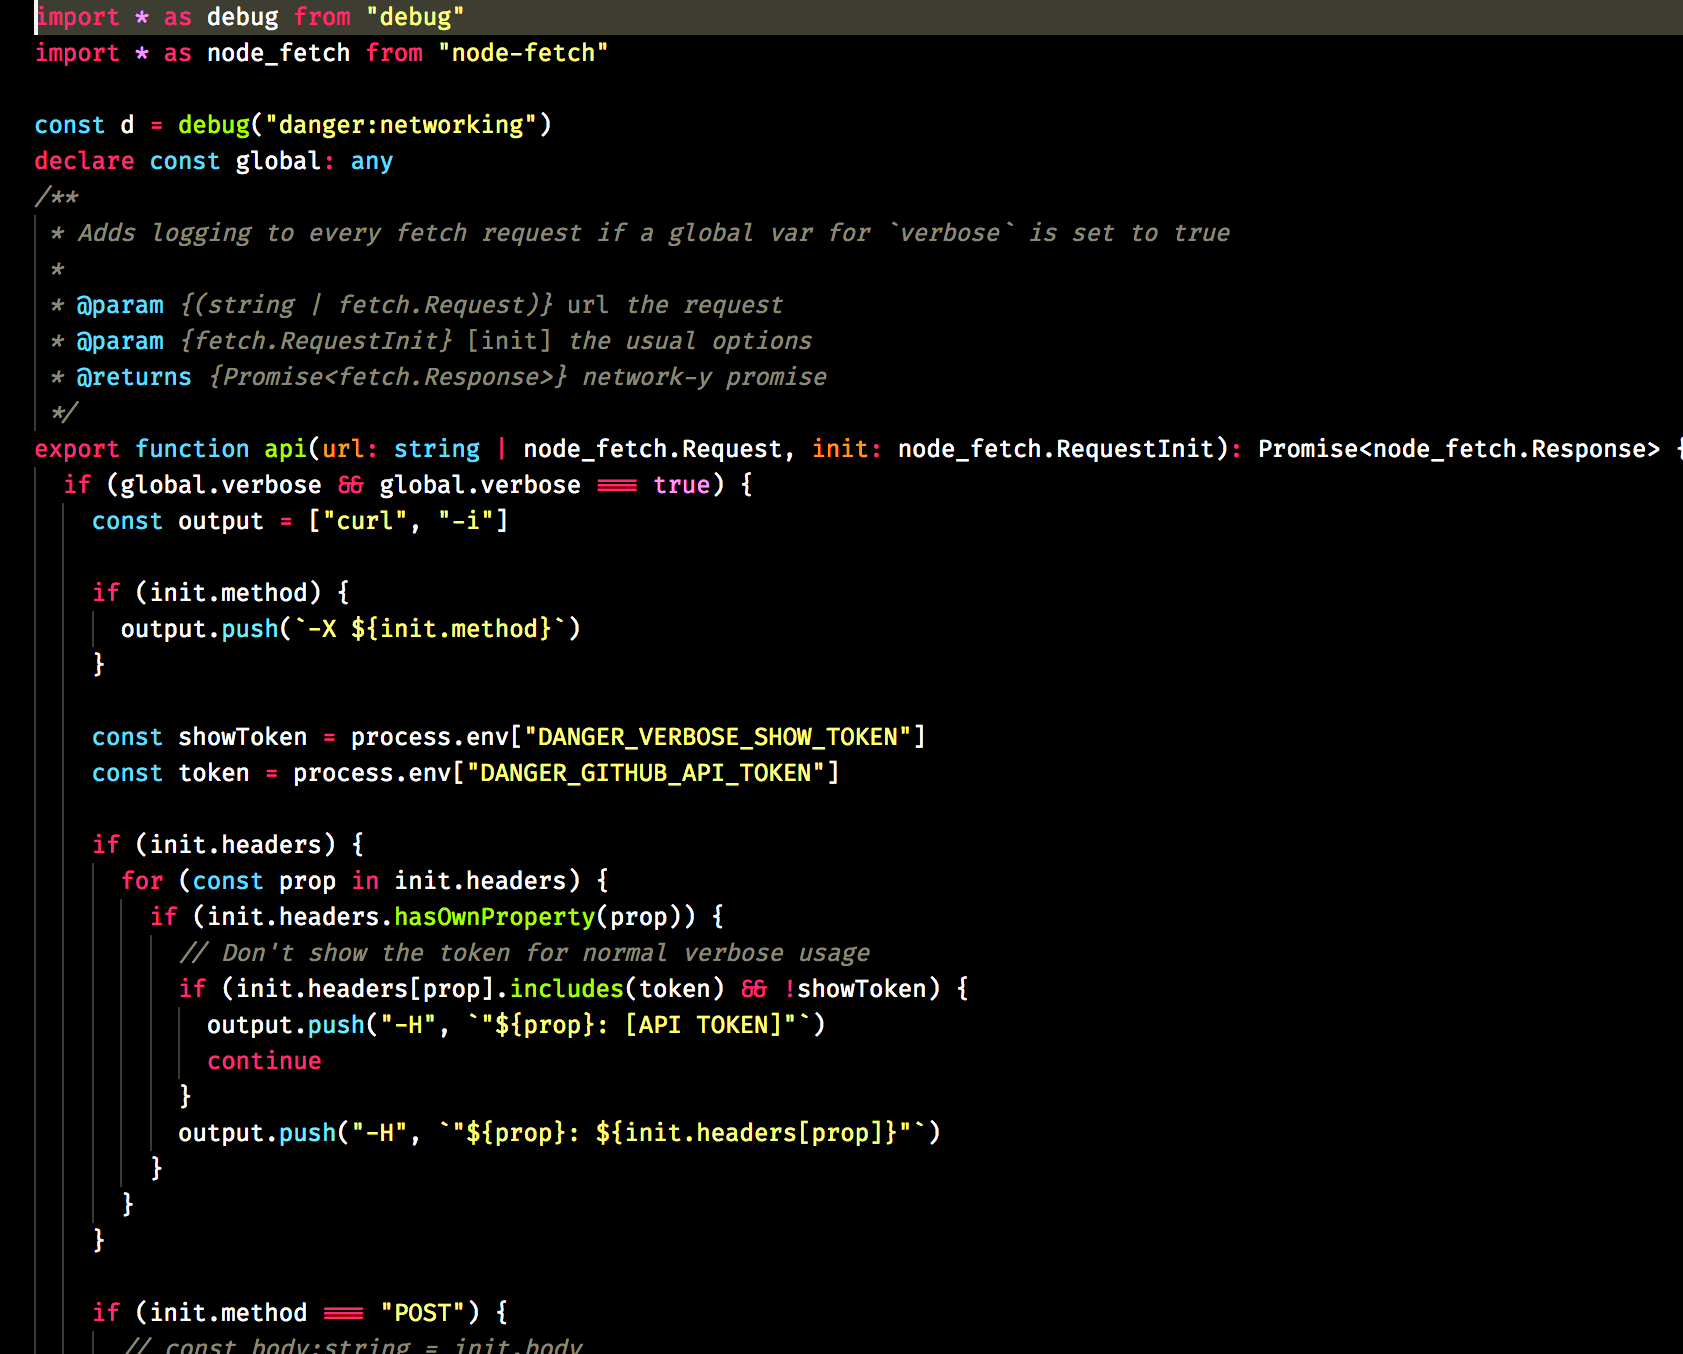 import * as debug from "debug"
import * as node_fetch from "node-fetch"

const d = debug("danger:networking")
declare const global: any
/**
 * Adds logging to every fetch request if a global var for `verbose` is set to true
 *
 * @param {(string | fetch.Request)} url the request
 * @param {fetch.RequestInit} [init] the usual options
 * @returns {Promise<fetch.Response>} network-y promise
 */
export function api(url: string | node_fetch.Request, init: node_fetch.RequestInit): Promise<node_fetch.Response> {
  if (global.verbose && global.verbose === true) {
    const output = ["curl", "-i"]

    if (init.method) {
      output.push(`-X ${init.method}`)
    }

    const showToken = process.env["DANGER_VERBOSE_SHOW_TOKEN"]
    const token = process.env["DANGER_GITHUB_API_TOKEN"]

    if (init.headers) {
      for (const prop in init.headers) {
        if (init.headers.hasOwnProperty(prop)) {
          // Don't show the token for normal verbose usage
          if (init.headers[prop].includes(token) && !showToken) {
            output.push("-H", `"${prop}: [API TOKEN]"`)
            continue
          }
          output.push("-H", `"${prop}: ${init.headers[prop]}"`)
        }
      }
    }

    if (init.method === "POST") {
      // const body:string = init.body